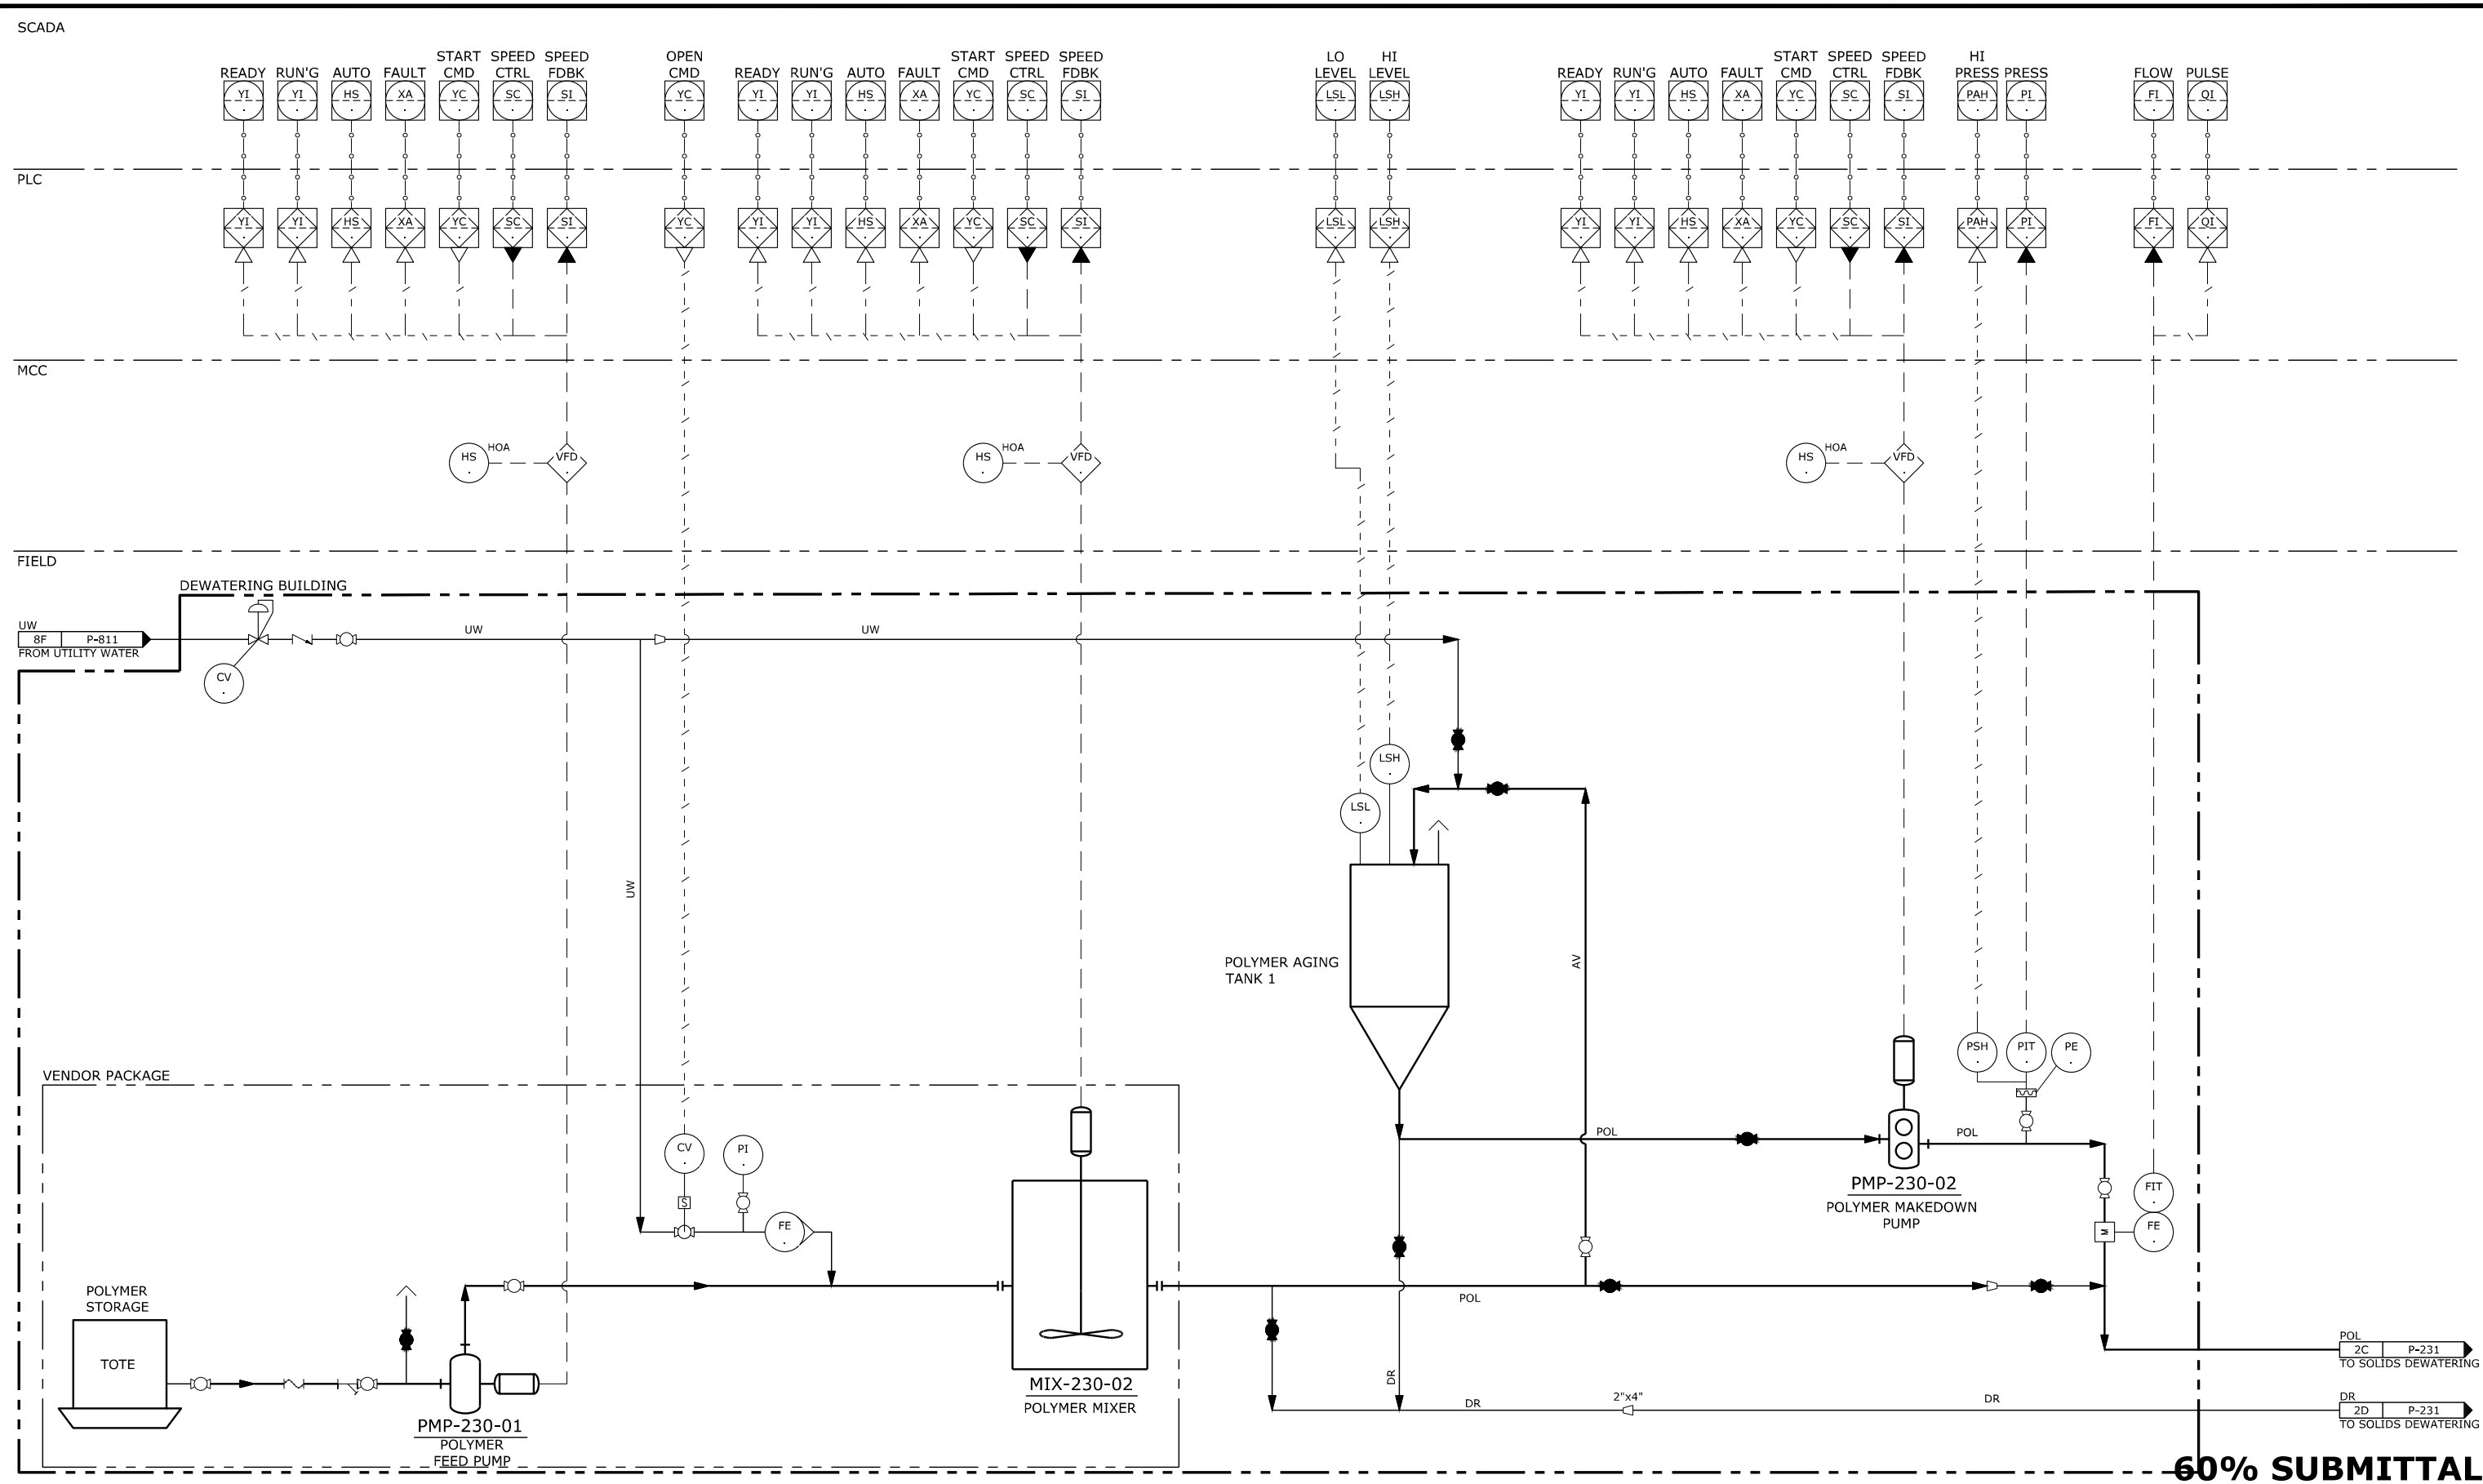 SCADA
START SPEED SPEED OPEN START SPEED SPEED LO HI START SPEED SPEED HI
READY RUN'G AUTO FAULT CMD CTRL FDBK CMD READY RUN'G AUTO FAULT CMD CTRL FDBK LEVEL LEVEL READY RUN'G AUTO FAULT CMD CTRL FDBK PRESS PRESS FLOW PULSE
YI YI HS XA YC SC SI YC YI YI HS XA YC SC SI LSL LSH YI YI HS XA YC SC SI PAH PI FI QI
PLC
YI YI HS XA YC SC SI YC YI YI HS XA YC SC SI LSL LSH YI YI HS XA YC SC SI PAH PI FI QI
MCC
HS HOA VFD HS HOA VFD HS HOA VFD
FIELD
DEWATERING BUILDING
UW
8F P-811
FROM UTILITY WATER
UW UW
CV
LSH
LSL
UW
POLYMER AGING
TANK 1
AV
PSH PIT PE
VENDOR PACKAGE
CV PI
POL POL
PMP-230-02
POLYMER MAKEDOWN
PUMP
FIT
FE
M
S
FE
POLYMER
STORAGE
TOTE
POL
POL
2C P-231
TO SOLIDS DEWATERING
MIX-230-02
POLYMER MIXER
DR
DR 2"x4" DR
DR
2D P-231
TO SOLIDS DEWATERING
PMP-230-01
POLYMER
FEED PUMP
60% SUBMITTAL